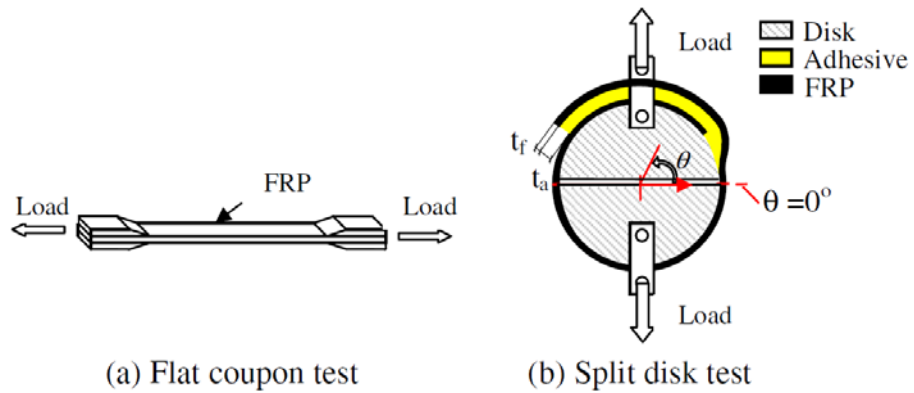 Load
FRP
Load
(a) Flat coupon test
Load
Disk
Adhesive
FRP
t_f
t_a
θ
θ =0°
Load
(b) Split disk test